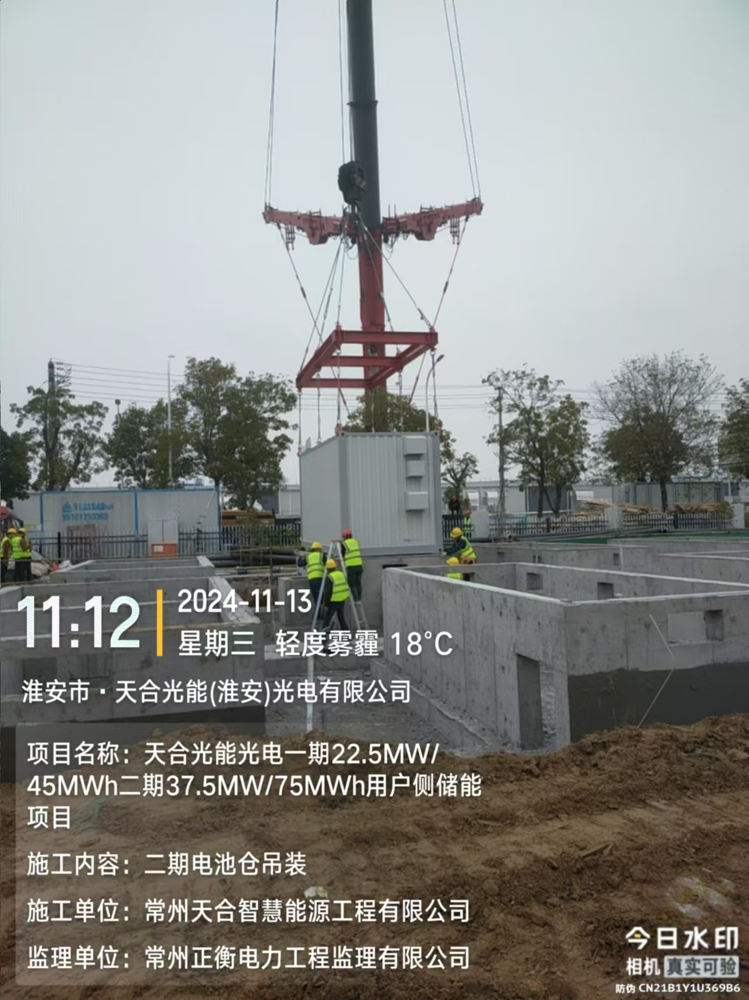 11:12
2024-11-13
星期三 轻度雾霾 18°C
淮安市·天合光能(淮安)光电有限公司
项目名称：天合光能光电一期22.5MW/
45MWh二期37.5MW/75MWh用户侧储能
项目
施工内容：二期电池仓吊装
施工单位：常州天合智慧能源工程有限公司
监理单位：常州正衡电力工程监理有限公司
今日水印
相机 真实可验
防伪 CN21B1Y1U369B6